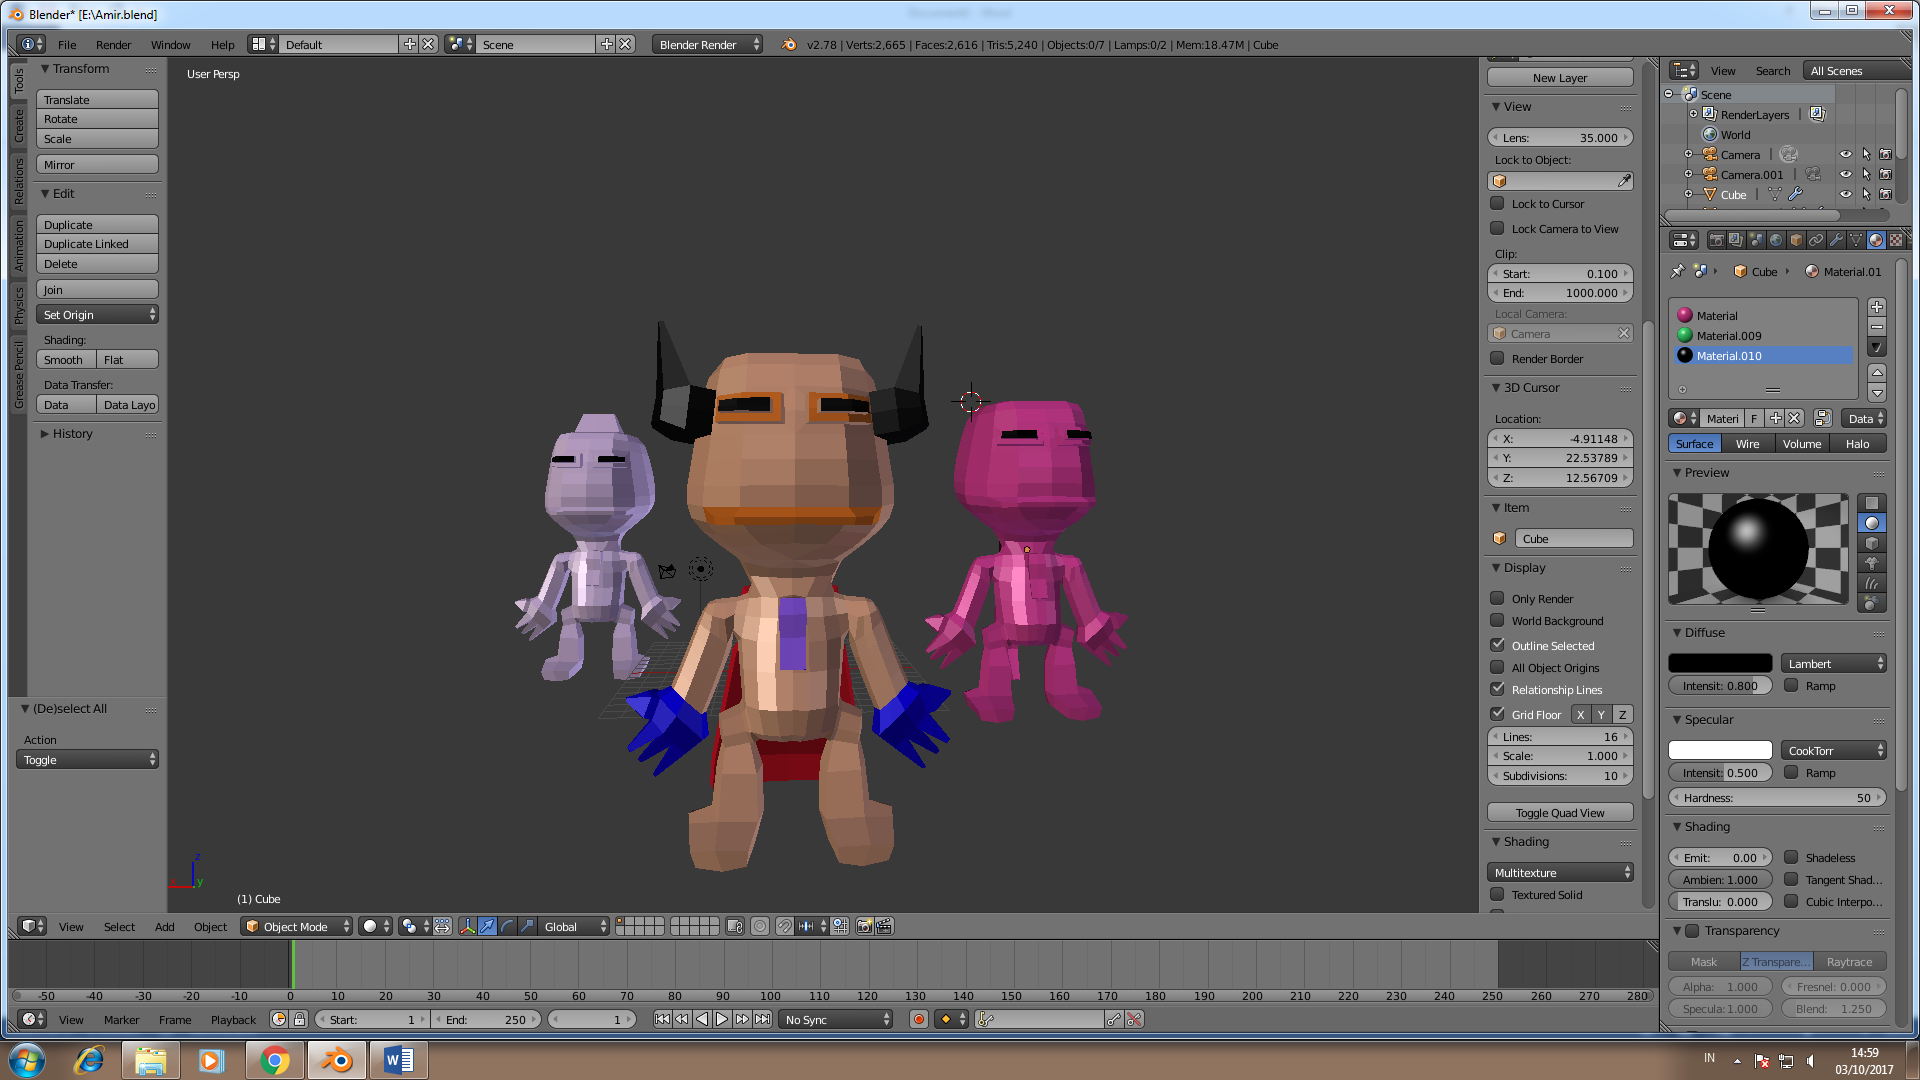 Blender* [E:\Amir.blend]
File Render Window Help Default Scene Blender Render v2.78 | Verts:2,665 | Faces:2,616 | Tris:5,240 | Objects:0/7 | Lamps:0/2 | Mem:18.47M | Cube
Tools
Create
Relations
Animation
Physics
Grease Pencil
Transform
Translate
Rotate
Scale
Mirror
Edit
Duplicate
Duplicate Linked
Delete
Join
Set Origin
Shading:
Smooth Flat
Data Transfer:
Data Data Layo
History
(De)select All
Action
Toggle
User Persp
(1) Cube
New Layer
View
Lens: 35.000
Lock to Object:
Lock to Cursor
Lock Camera to View
Clip:
Start: 0.100
End: 1000.000
Local Camera:
Camera
Render Border
3D Cursor
Location:
X: -4.91148
Y: 22.53789
Z: 12.56709
Item
Cube
Display
Only Render
World Background
Outline Selected
All Object Origins
Relationship Lines
Grid Floor X Y Z
Lines: 16
Scale: 1.000
Subdivisions: 10
Toggle Quad View
Shading
Multitexture
Textured Solid
View Search All Scenes
Scene
RenderLayers
World
Camera
Camera.001
Cube
Cube Material.01
Material
Material.009
Material.010
Materi F Data
Surface Wire Volume Halo
Preview
Diffuse
Lambert
Intensit: 0.800 Ramp
Specular
CookTorr
Intensit: 0.500 Ramp
Hardness: 50
Shading
Emit: 0.00 Shadeless
Ambien: 1.000 Tangent Shad...
Translu: 0.000 Cubic Interpo...
Transparency
Mask Z Transpare... Raytrace
Alpha: 1.000 Fresnel: 0.000
Specula: 1.000 Blend: 1.250
View Select Add Object Object Mode Global
-50 -40 -30 -20 -10 0 10 20 30 40 50 60 70 80 90 100 110 120 130 140 150 160 170 180 190 200 210 220 230 240 250 260 270 280
View Marker Frame Playback Start: 1 End: 250 1 No Sync
IN 14:59
03/10/2017
z
y